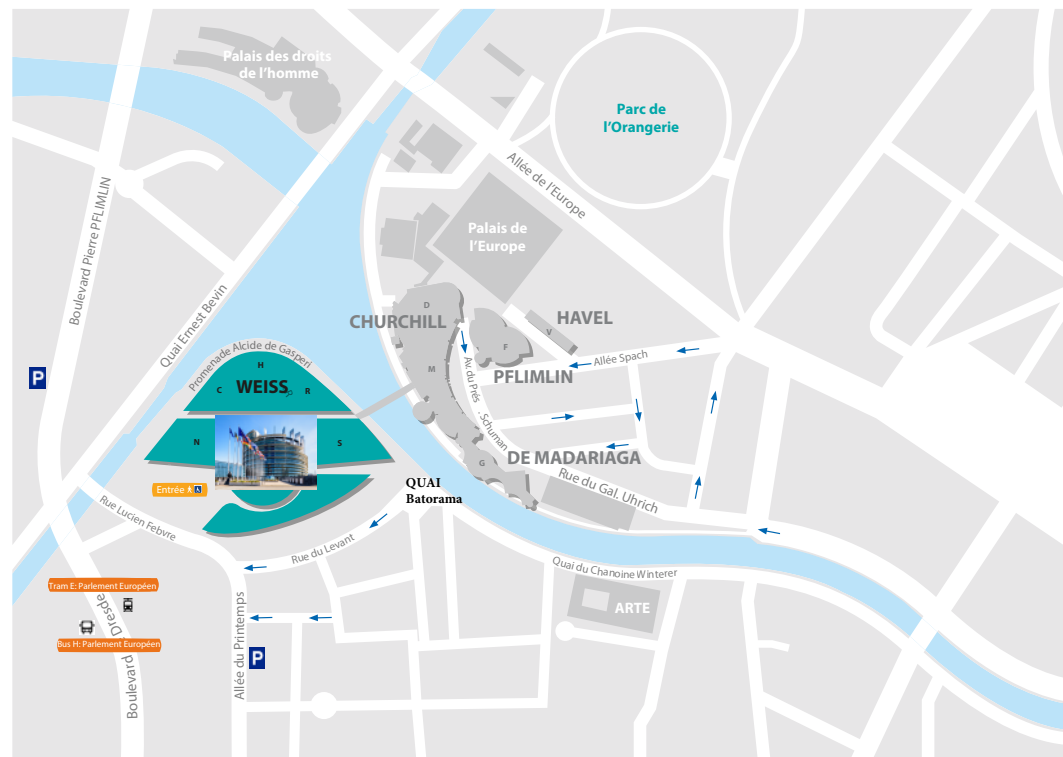 Palais des droits
de l'homme
Parc de
l'Orangerie
Allée de l'Europe
Boulevard Pierre PFLIMLIN
Palais de
l'Europe
Quai Ernest Bevin
D
CHURCHILL
HAVEL
V
F
Promenade Alcide de Gasperi
Allée Spach
H
C
WEISS
R
M
Av. du Prés
. Schuman
PFLIMLIN
P
N
S
L
G
DE MADARIAGA
Rue du Gal. Uhrich
Entrée
QUAI
Batorama
Rue Lucien Febvre
Rue du Levant
Quai du Chanoine Winterer
Tram E: Parlement Européen
ARTE
Bus H: Parlement Européen
Boulevard Dresde
Allée du Printemps
P